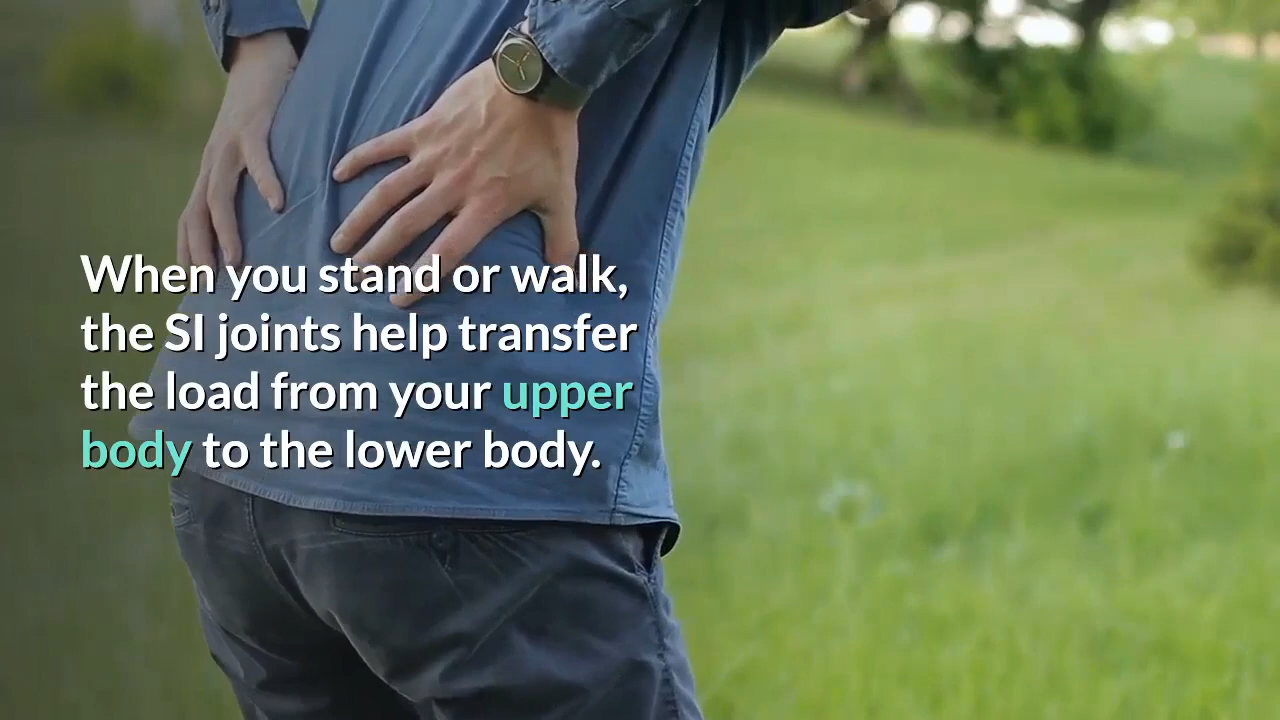 When you stand or walk,
the SI joints help transfer
the load from your upper
body to the lower body.